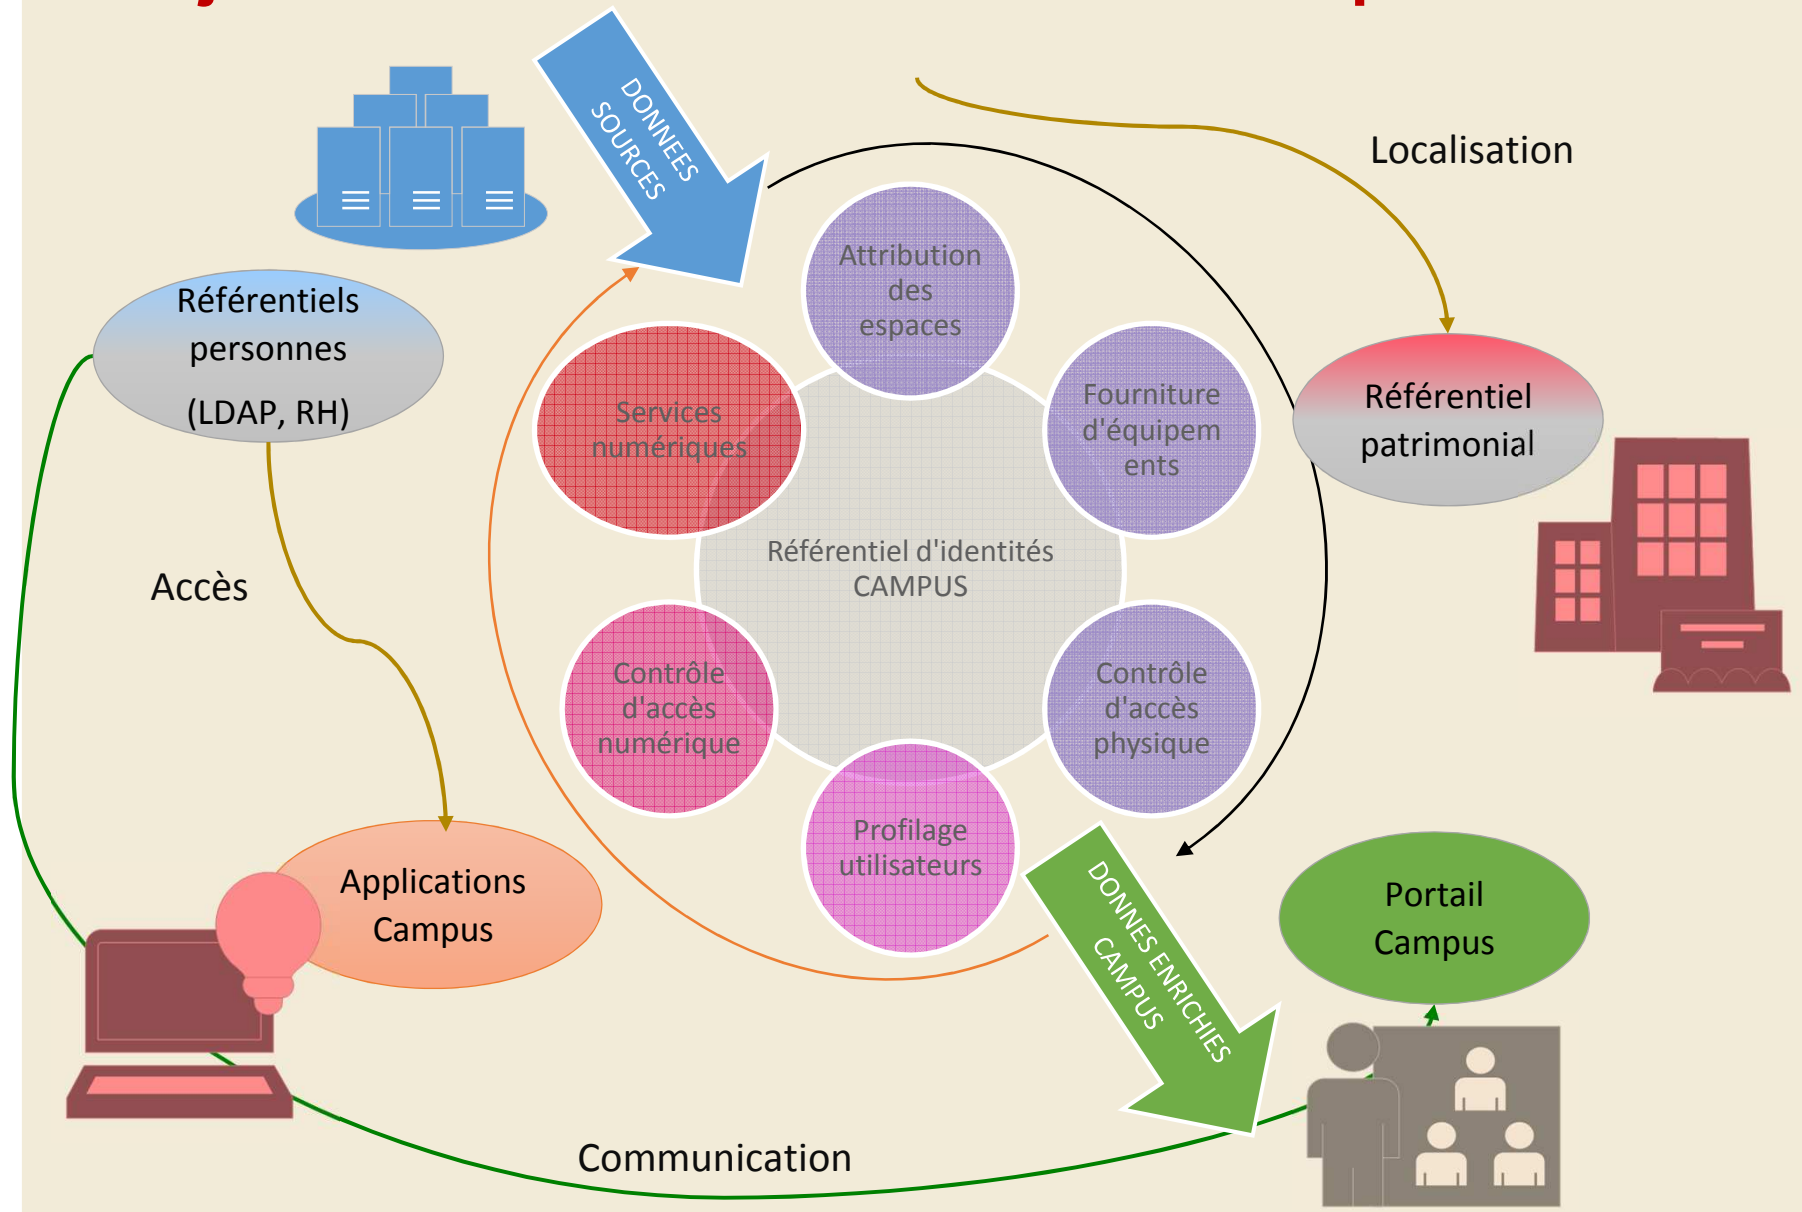 DONNEES
SOURCES
Localisation
Attribution
des
espaces
Référentiels
personnes
(LDAP, RH)
Services
numériques
Fourniture
d'équipem
ents
Référentiel
patrimonial
Référentiel d'identités
CAMPUS
Accès
Contrôle
d'accès
numérique
Contrôle
d'accès
physique
Profilage
utilisateurs
Applications
Campus
DONNES ENRICHIES
CAMPUS
Portail
Campus
Communication